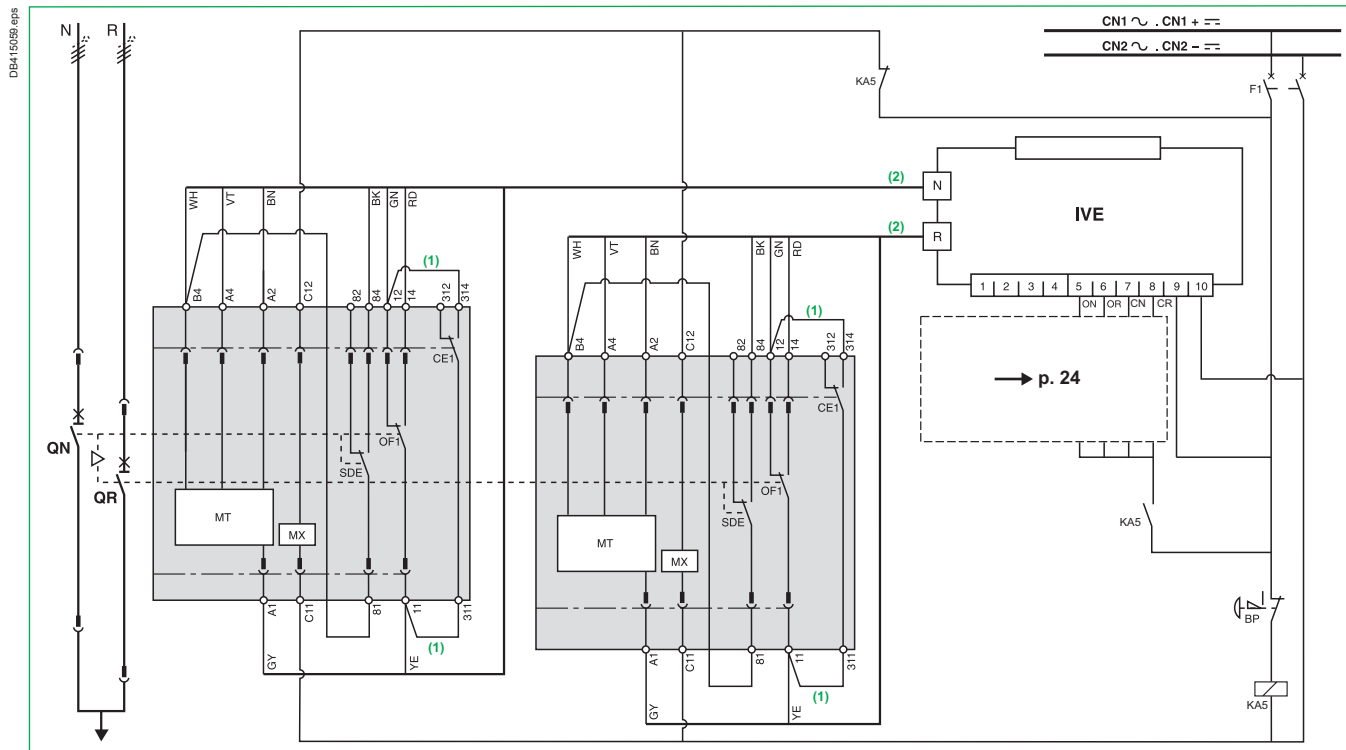 DB415059.eps
N R
CN1 ∿ . CN1 + ⎓
CN2 ∿ . CN2 – ⎓
KA5
F1
(2)
N
IVE
(2)
R
1 2 3 4 5 6 7 8 9 10
ON OR CN CR
→ p. 24
WH VT BN BK GN RD
(1)
B4 A4 A2 C12 82 84 12 14 312 314
CE1
OF1
SDE
MT
MX
A1 C11 81 11 311
(1)
GY YE
WH VT BN BK GN RD
(1)
B4 A4 A2 C12 82 84 12 14 312 314
CE1
OF1
SDE
MT
MX
A1 C11 81 11 311
(1)
GY YE
QN
QR
KA5
BP
KA5